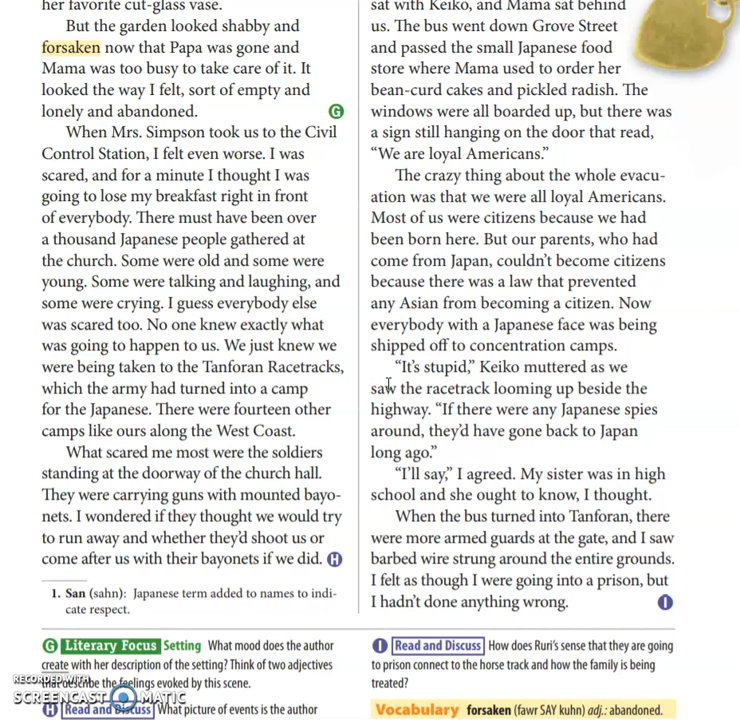 her favorite cut-glass vase.
But the garden looked shabby and
forsaken now that Papa was gone and
Mama was too busy to take care of it. It
looked the way I felt, sort of empty and
lonely and abandoned. G
When Mrs. Simpson took us to the Civil
Control Station, I felt even worse. I was
scared, and for a minute I thought I was
going to lose my breakfast right in front
of everybody. There must have been over
a thousand Japanese people gathered at
the church. Some were old and some were
young. Some were talking and laughing, and
some were crying. I guess everybody else
was scared too. No one knew exactly what
was going to happen to us. We just knew we
were being taken to the Tanforan Racetracks,
which the army had turned into a camp
for the Japanese. There were fourteen other
camps like ours along the West Coast.
What scared me most were the soldiers
standing at the doorway of the church hall.
They were carrying guns with mounted bayo-
nets. I wondered if they thought we would try
to run away and whether they'd shoot us or
come after us with their bayonets if we did. H
1. San (sahn): Japanese term added to names to indi-
cate respect.
sat with Keiko, and Mama sat behind
us. The bus went down Grove Street
and passed the small Japanese food
store where Mama used to order her
bean-curd cakes and pickled radish. The
windows were all boarded up, but there was
a sign still hanging on the door that read,
“We are loyal Americans.”
The crazy thing about the whole evacu-
ation was that we were all loyal Americans.
Most of us were citizens because we had
been born here. But our parents, who had
come from Japan, couldn't become citizens
because there was a law that prevented
any Asian from becoming a citizen. Now
everybody with a Japanese face was being
shipped off to concentration camps.
“It's stupid,” Keiko muttered as we
saw the racetrack looming up beside the
highway. “If there were any Japanese spies
around, they'd have gone back to Japan
long ago.”
“I'll say,” I agreed. My sister was in high
school and she ought to know, I thought.
When the bus turned into Tanforan, there
were more armed guards at the gate, and I saw
barbed wire strung around the entire grounds.
I felt as though I were going into a prison, but
I hadn't done anything wrong. I
G Literary Focus Setting What mood does the author
create with her description of the setting? Think of two adjectives
that describe the feelings evoked by this scene.
H Read and Discuss What picture of events is the author
I Read and Discuss How does Ruri's sense that they are going
to prison connect to the horse track and how the family is being
treated?
Vocabulary forsaken (fawr SAY kuhn) adj.: abandoned.
RECORDED WITH
SCREENCAST MATIC